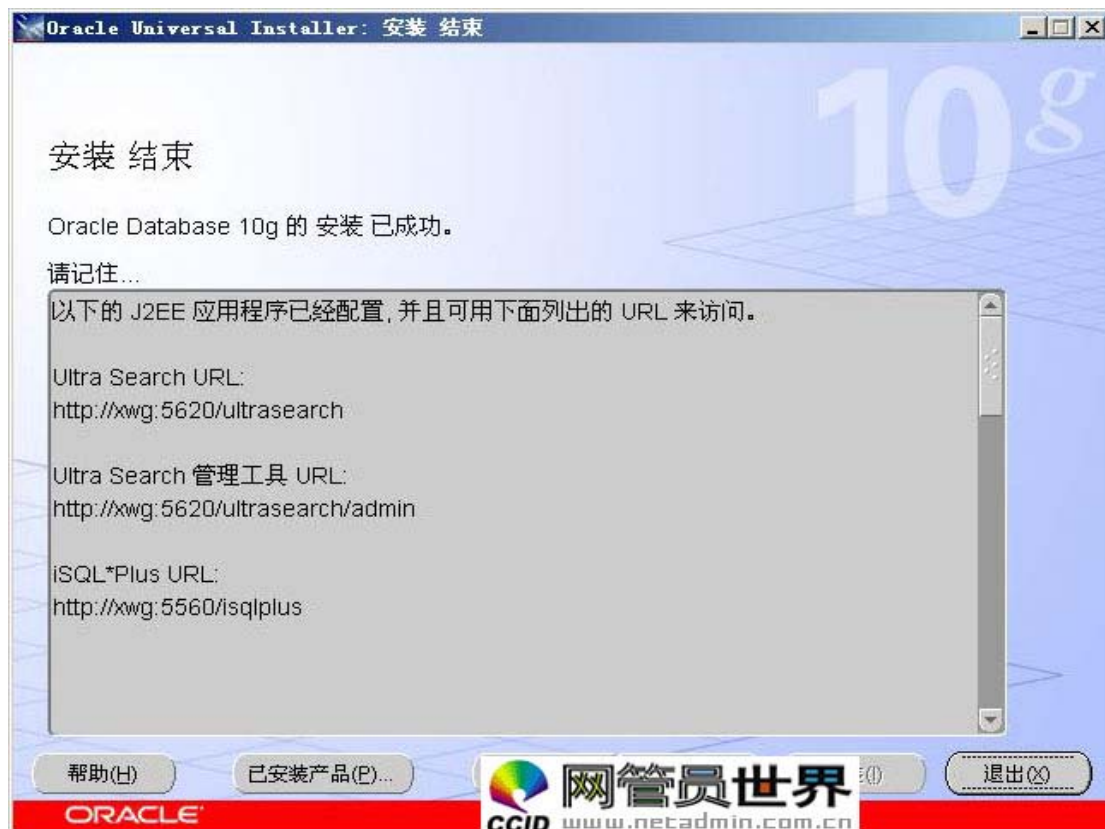 Oracle Universal Installer: 安装 结束
10g
安装 结束
Oracle Database 10g 的 安装 已成功。
请记住...
以下的 J2EE 应用程序已经配置, 并且可用下面列出的 URL 来访问。
Ultra Search URL:
http://xwg:5620/ultrasearch
Ultra Search 管理工具 URL:
http://xwg:5620/ultrasearch/admin
iSQL*Plus URL:
http://xwg:5560/isqlplus
帮助(H) 已安装产品(P)... (I) 退出(X)
ORACLE
网管员世界
CCID www.netadmin.com.cn